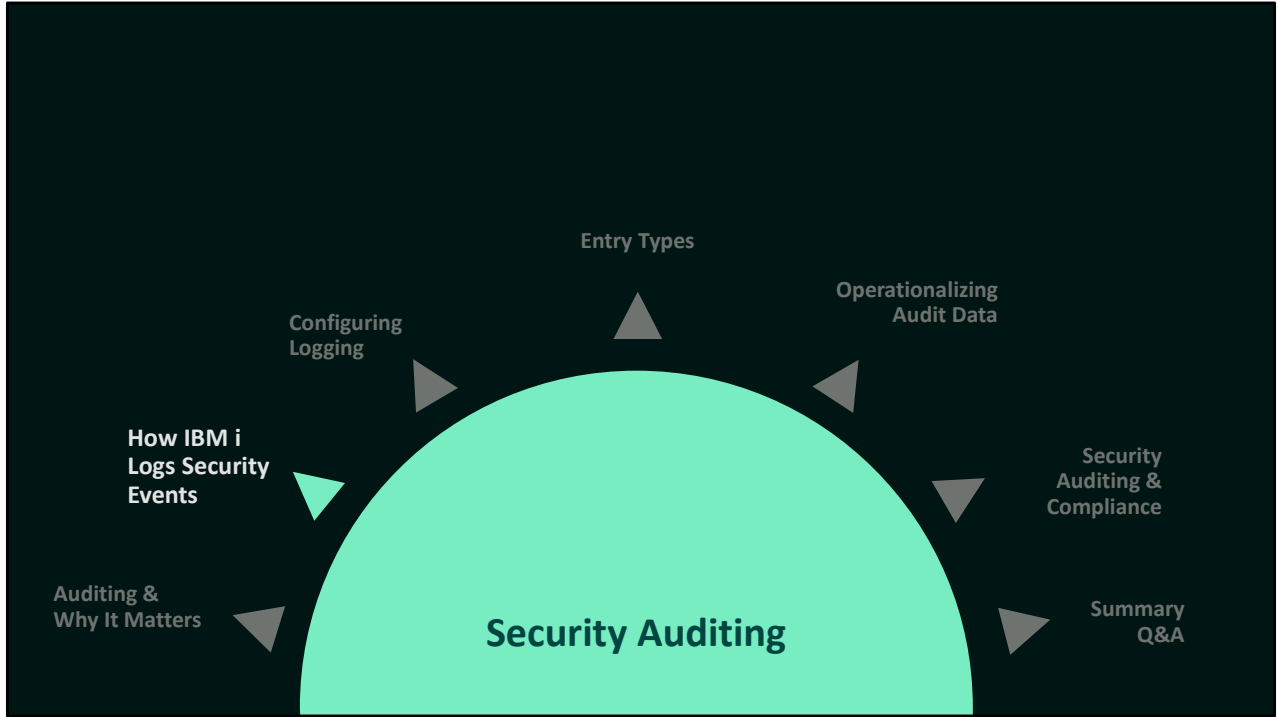 Entry Types
Operationalizing
Audit Data
Configuring
Logging
How IBM i
Logs Security
Events
Security
Auditing &
Compliance
Auditing &
Why It Matters
Summary
Q&A
Security Auditing